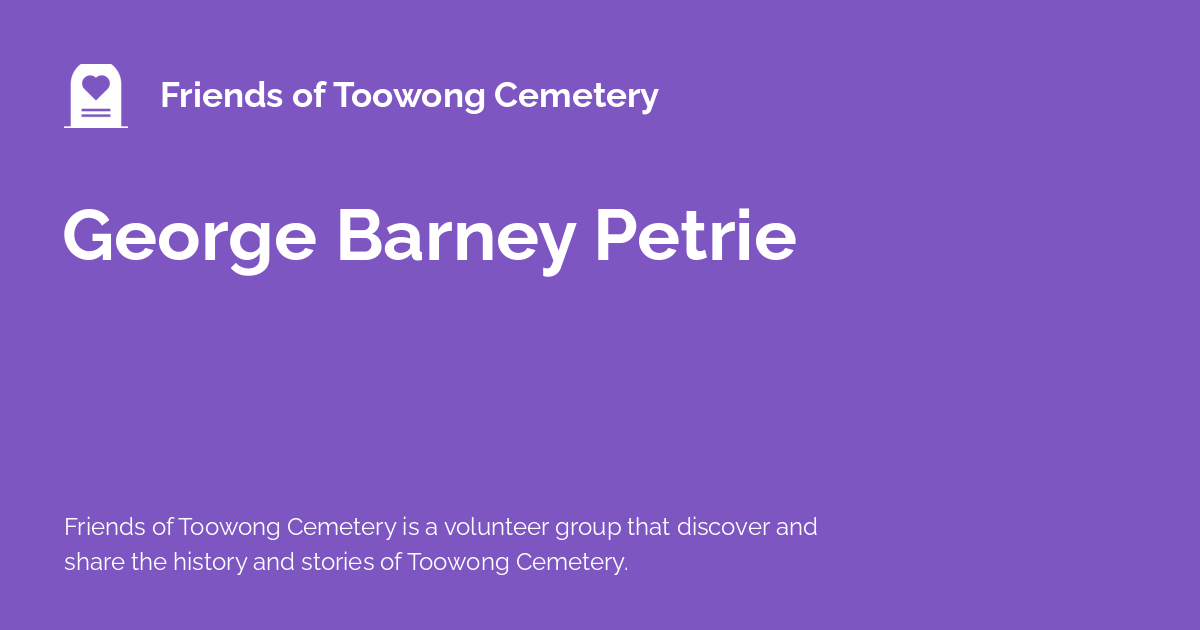 Friends of Toowong Cemetery
George Barney Petrie
Friends of Toowong Cemetery is a volunteer group that discover and
share the history and stories of Toowong Cemetery.